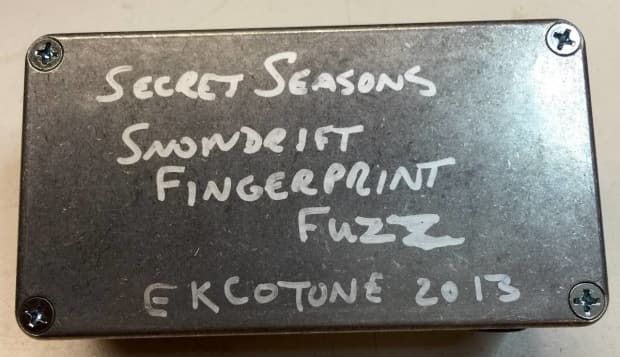 SECRET SEASONS
SNOWDRIFT
FINGERPRINT
FUZZ
EKCOTONE 2013